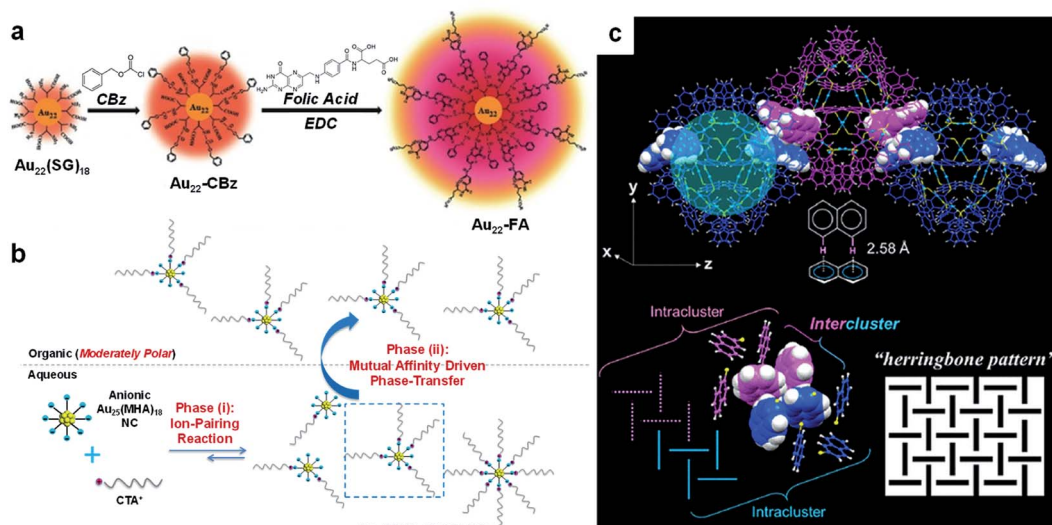 a
CBz
Folic Acid
EDC
Au22
Au22
Au22
Au₂₂(SG)₁₈
Au₂₂-CBz
Au₂₂-FA
b
Organic (Moderately Polar)
Aqueous
Anionic
Au₂₅(MHA)₁₈
NC
+
CTA⁺
Phase (i):
Ion-Pairing
Reaction
Phase (ii):
Mutual Affinity Driven
Phase-Transfer
c
y
x
z
H
H
2.58 Å
Intracluster
Intercluster
"herringbone pattern"
Intracluster